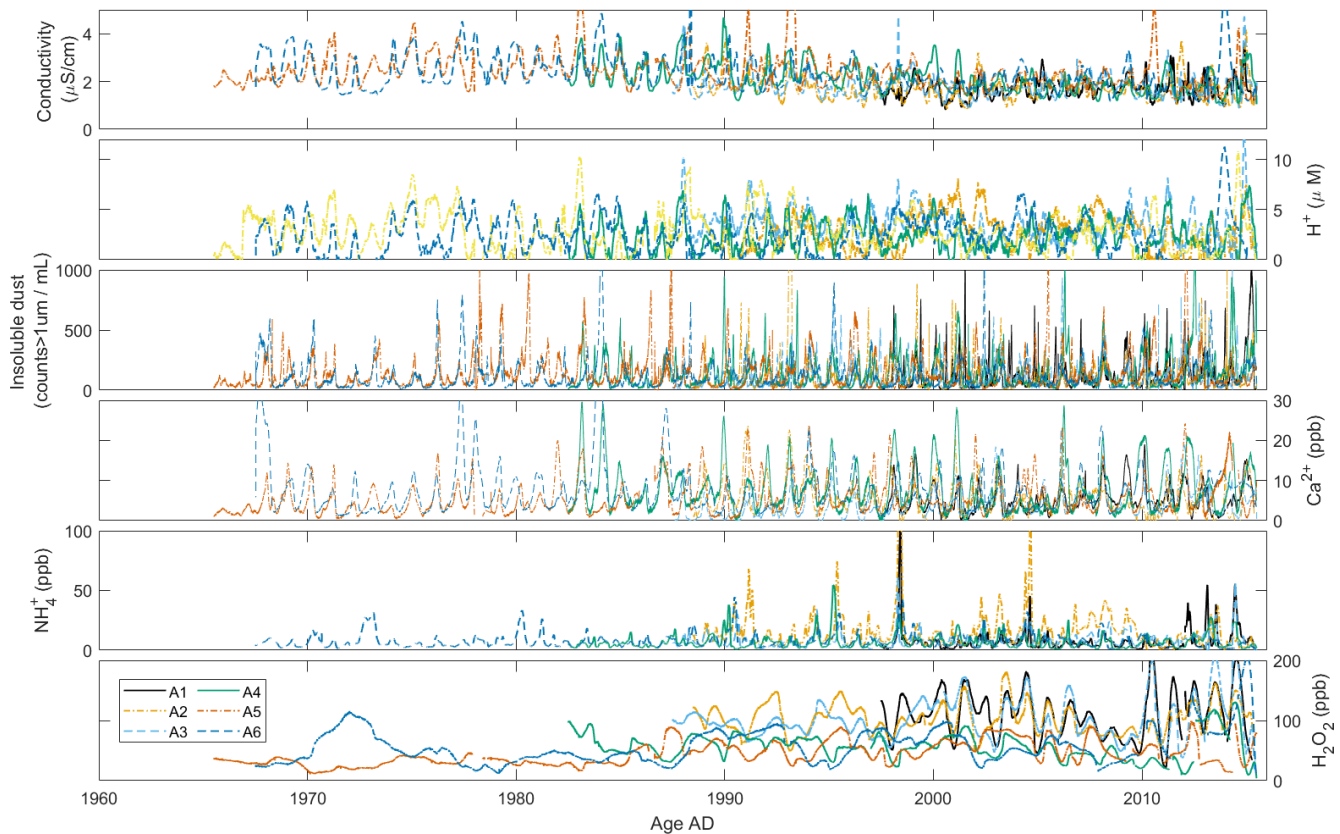 Conductivity
(μS/cm)
0
2
4
H⁺ (μ M)
0
5
10
Insoluble dust
(counts>1um / mL)
0
500
1000
Ca²⁺ (ppb)
0
10
20
30
NH₄⁺ (ppb)
0
50
100
H₂O₂ (ppb)
0
100
200
A1 A4
A2 A5
A3 A6
1960 1970 1980 1990 2000 2010
Age AD